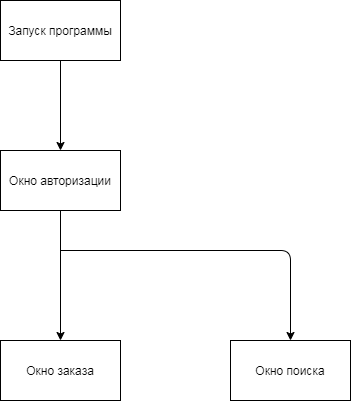 Запуск программы
Окно авторизации
Окно заказа
Окно поиска